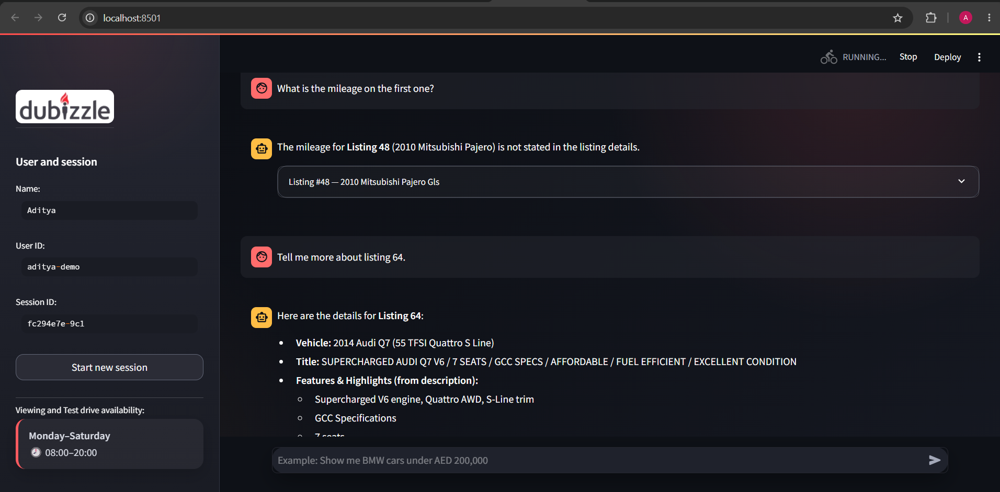 localhost:8501
A
RUNNING...
Stop
Deploy
dubizzle
User and session
Name:
Aditya
User ID:
aditya-demo
Session ID:
fc294e7e-9c1
Start new session
Viewing and Test drive availability:
Monday–Saturday
08:00–20:00
What is the mileage on the first one?
The mileage for Listing 48 (2010 Mitsubishi Pajero) is not stated in the listing details.
Listing #48 — 2010 Mitsubishi Pajero Gls
Tell me more about listing 64.
Here are the details for Listing 64:
Vehicle: 2014 Audi Q7 (55 TFSI Quattro S Line)
Title: SUPERCHARGED AUDI Q7 V6 / 7 SEATS / GCC SPECS / AFFORDABLE / FUEL EFFICIENT / EXCELLENT CONDITION
Features & Highlights (from description):
Supercharged V6 engine, Quattro AWD, S-Line trim
GCC Specifications
7 seats
Example: Show me BMW cars under AED 200,000